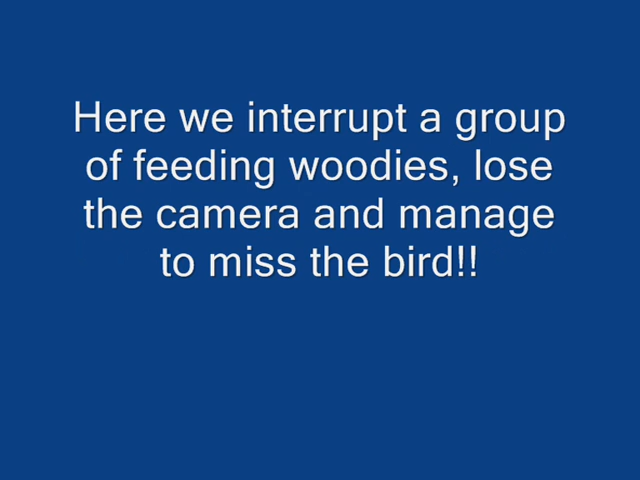 Here we interrupt a group
of feeding woodies, lose
the camera and manage
to miss the bird!!